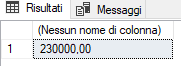 Risultati Messaggi
(Nessun nome di colonna)
1 230000,00